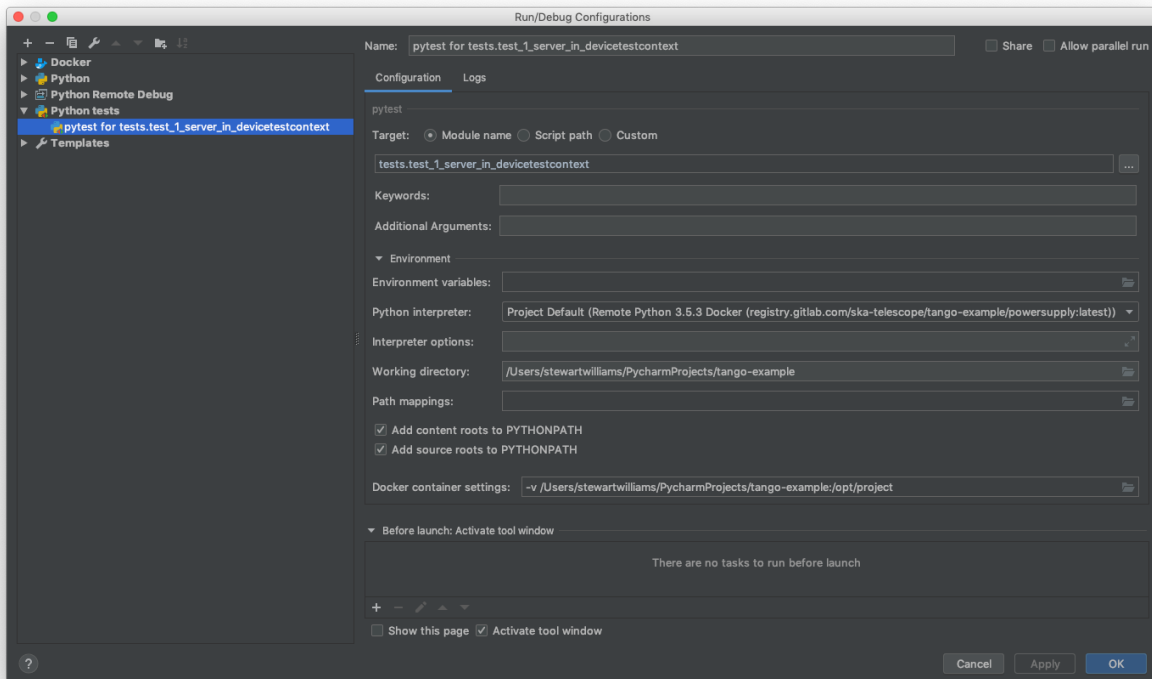 Run/Debug Configurations
Name: pytest for tests.test_1_server_in_devicetestcontext Share Allow parallel run
Docker
Python
Python Remote Debug
Python tests
pytest for tests.test_1_server_in_devicetestcontext
Templates
Configuration Logs
pytest
Target: Module name Script path Custom
tests.test_1_server_in_devicetestcontext ...
Keywords:
Additional Arguments:
Environment
Environment variables:
Python interpreter: Project Default (Remote Python 3.5.3 Docker (registry.gitlab.com/ska-telescope/tango-example/powersupply:latest))
Interpreter options:
Working directory: /Users/stewartwilliams/PycharmProjects/tango-example
Path mappings:
Add content roots to PYTHONPATH
Add source roots to PYTHONPATH
Docker container settings: -v /Users/stewartwilliams/PycharmProjects/tango-example:/opt/project
Before launch: Activate tool window
There are no tasks to run before launch
Show this page Activate tool window
? Cancel Apply OK